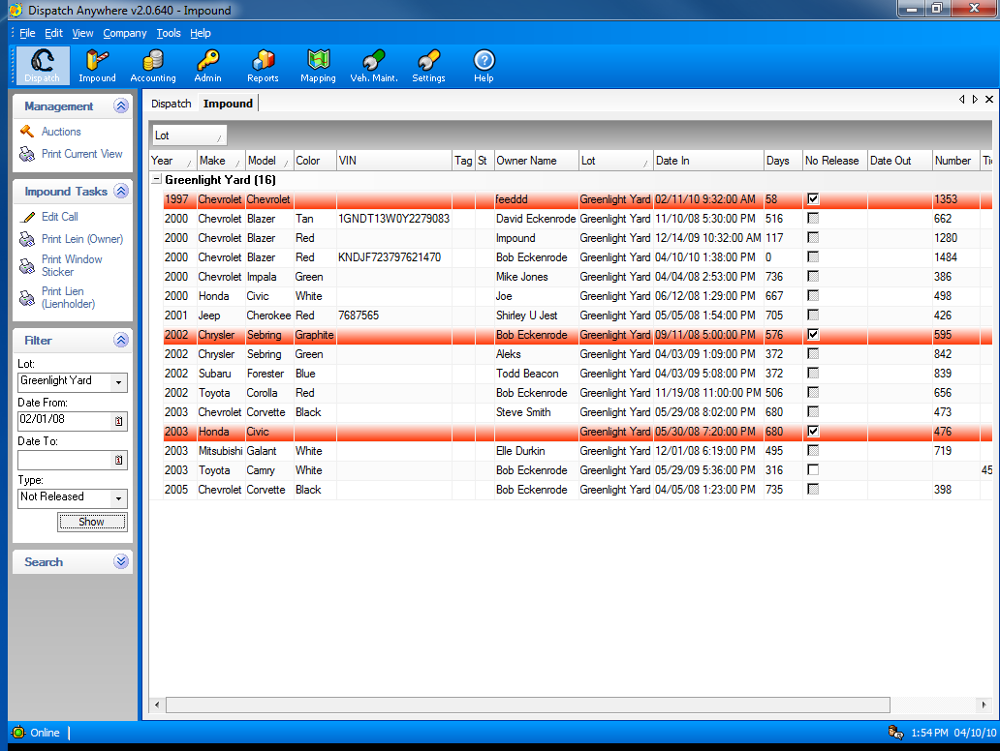 Dispatch Anywhere v2.0.640 - Impound
File Edit View Company Tools Help
Dispatch Impound Accounting Admin Reports Mapping Veh. Maint. Settings Help
Management
Auctions
Print Current View
Impound Tasks
Edit Call
Print Lein (Owner)
Print Window
Sticker
Print Lien
(Lienholder)
Filter
Lot:
Greenlight Yard
Date From:
02/01/08
Date To:
Type:
Not Released
Show
Search
Dispatch Impound
Lot
Year Make Model Color VIN Tag St Owner Name Lot Date In Days No Release Date Out Number Tic
Greenlight Yard (16)
1997 Chevrolet Chevrolet feeddd Greenlight Yard 02/11/10 9:32:00 AM 58 1353
2000 Chevrolet Blazer Tan 1GNDT13W0Y2279083 David Eckenrode Greenlight Yard 11/10/08 5:30:00 PM 516 662
2000 Chevrolet Blazer Red Impound Greenlight Yard 12/14/09 10:32:00 AM 117 1280
2000 Chevrolet Blazer Red KNDJF723797621470 Bob Eckenrode Greenlight Yard 04/10/10 1:38:00 PM 0 1484
2000 Chevrolet Impala Green Mike Jones Greenlight Yard 04/04/08 2:53:00 PM 736 386
2000 Honda Civic White Joe Greenlight Yard 06/12/08 1:29:00 PM 667 498
2001 Jeep Cherokee Red 7687565 Shirley U Jest Greenlight Yard 05/05/08 1:54:00 PM 705 426
2002 Chrysler Sebring Graphite Bob Eckenrode Greenlight Yard 09/11/08 5:00:00 PM 576 595
2002 Chrysler Sebring Green Aleks Greenlight Yard 04/03/09 1:09:00 PM 372 842
2002 Subaru Forester Blue Todd Beacon Greenlight Yard 04/03/09 5:08:00 PM 372 839
2002 Toyota Corolla Red Bob Eckenrode Greenlight Yard 11/19/08 11:00:00 PM 506 656
2003 Chevrolet Corvette Black Steve Smith Greenlight Yard 05/29/08 8:02:00 PM 680 473
2003 Honda Civic Greenlight Yard 05/30/08 7:20:00 PM 680 476
2003 Mitsubishi Galant White Elle Durkin Greenlight Yard 12/01/08 6:19:00 PM 495 719
2003 Toyota Camry White Bob Eckenrode Greenlight Yard 05/29/09 5:36:00 PM 316 45
2005 Chevrolet Corvette Black Bob Eckenrode Greenlight Yard 04/05/08 1:23:00 PM 735 398
Online
1:54 PM 04/10/10